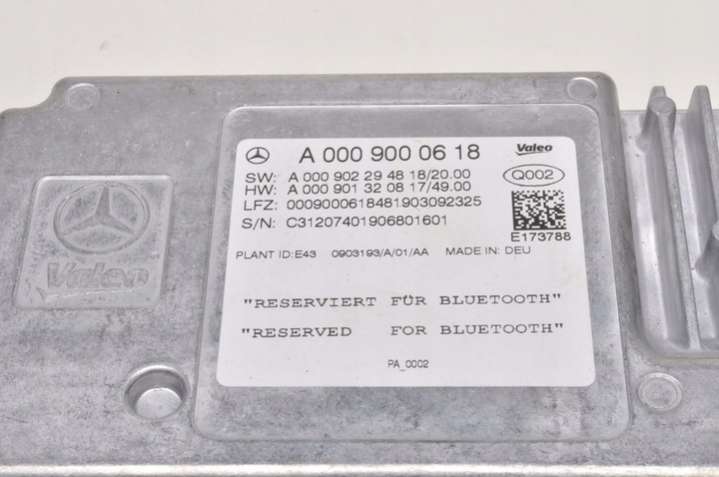 A 000 900 06 18
Valeo
SW: A 000 902 29 48 18/20.00
HW: A 000 901 32 08 17/49.00
Q002
LFZ: 00090006184819030923​25
S/N: C31207401906801601
E173788
PLANT ID:E43 0903193/A/01/AA MADE IN: DEU
Valeo
"RESERVIERT FÜR BLUETOOTH"
"RESERVED FOR BLUETOOTH"
PA_0002